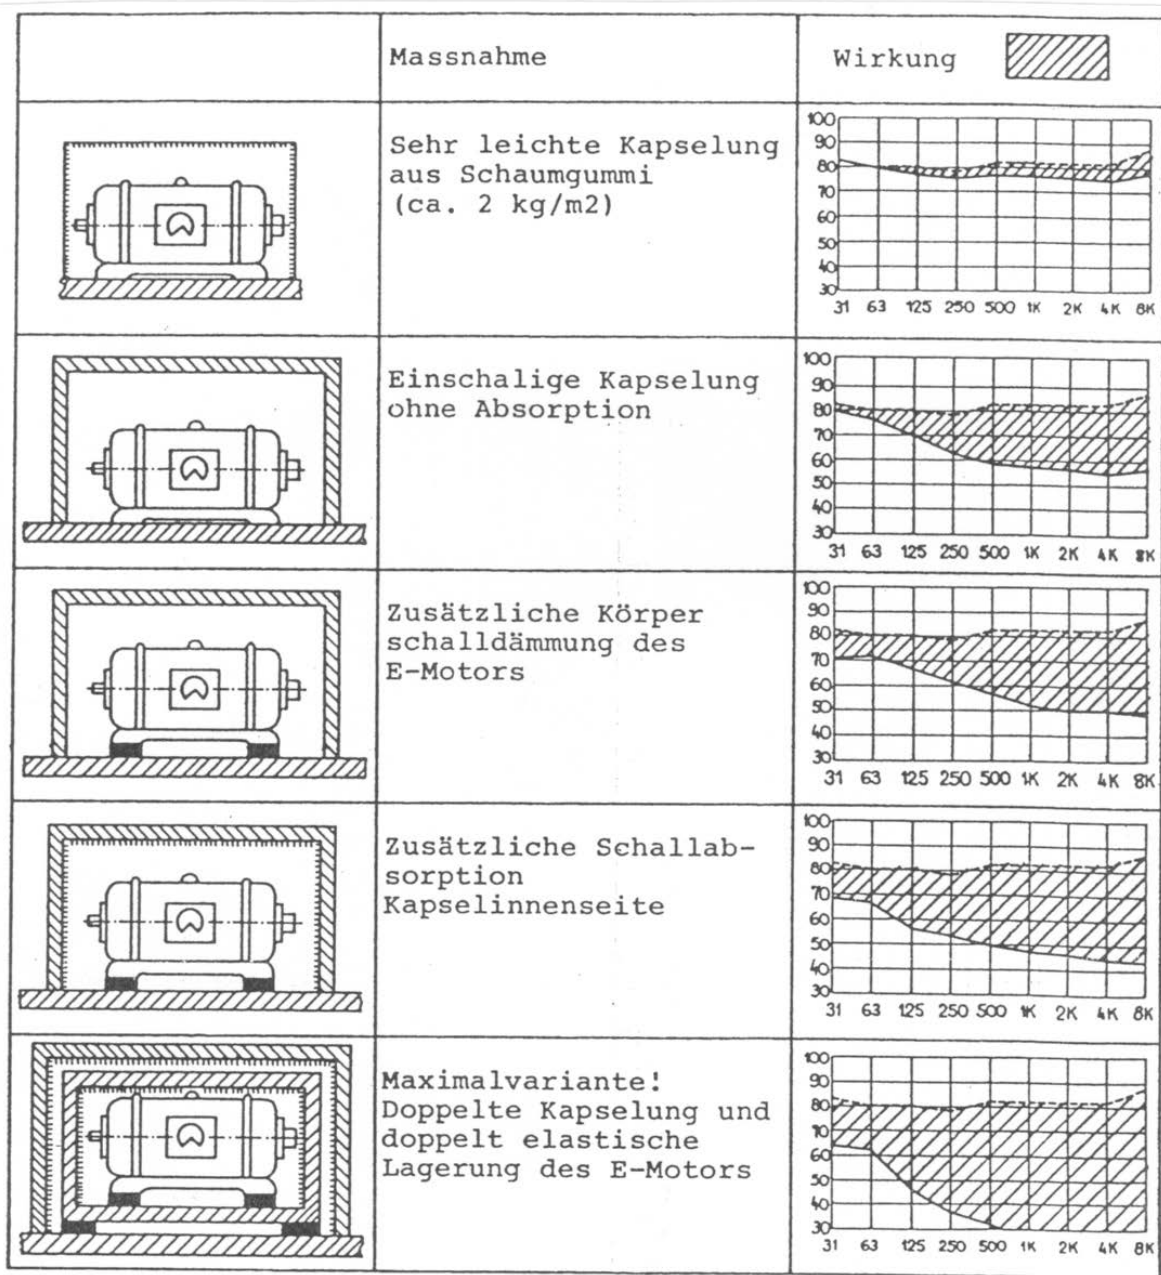 Massnahme
Wirkung
Sehr leichte Kapselung
aus Schaumgummi
(ca. 2 kg/m2)
100
90
80
70
60
50
40
30
31 63 125 250 500 1K 2K 4K 8K
Einschalige Kapselung
ohne Absorption
100
90
80
70
60
50
40
30
31 63 125 250 500 1K 2K 4K 8K
Zusätzliche Körper
schalldämmung des
E-Motors
100
90
80
70
60
50
40
30
31 63 125 250 500 1K 2K 4K 8K
Zusätzliche Schallab-
sorption
Kapselinnenseite
100
90
80
70
60
50
40
30
31 63 125 250 500 1K 2K 4K 8K
Maximalvariante!
Doppelte Kapselung und
doppelt elastische
Lagerung des E-Motors
100
90
80
70
60
50
40
30
31 63 125 250 500 1K 2K 4K 8K